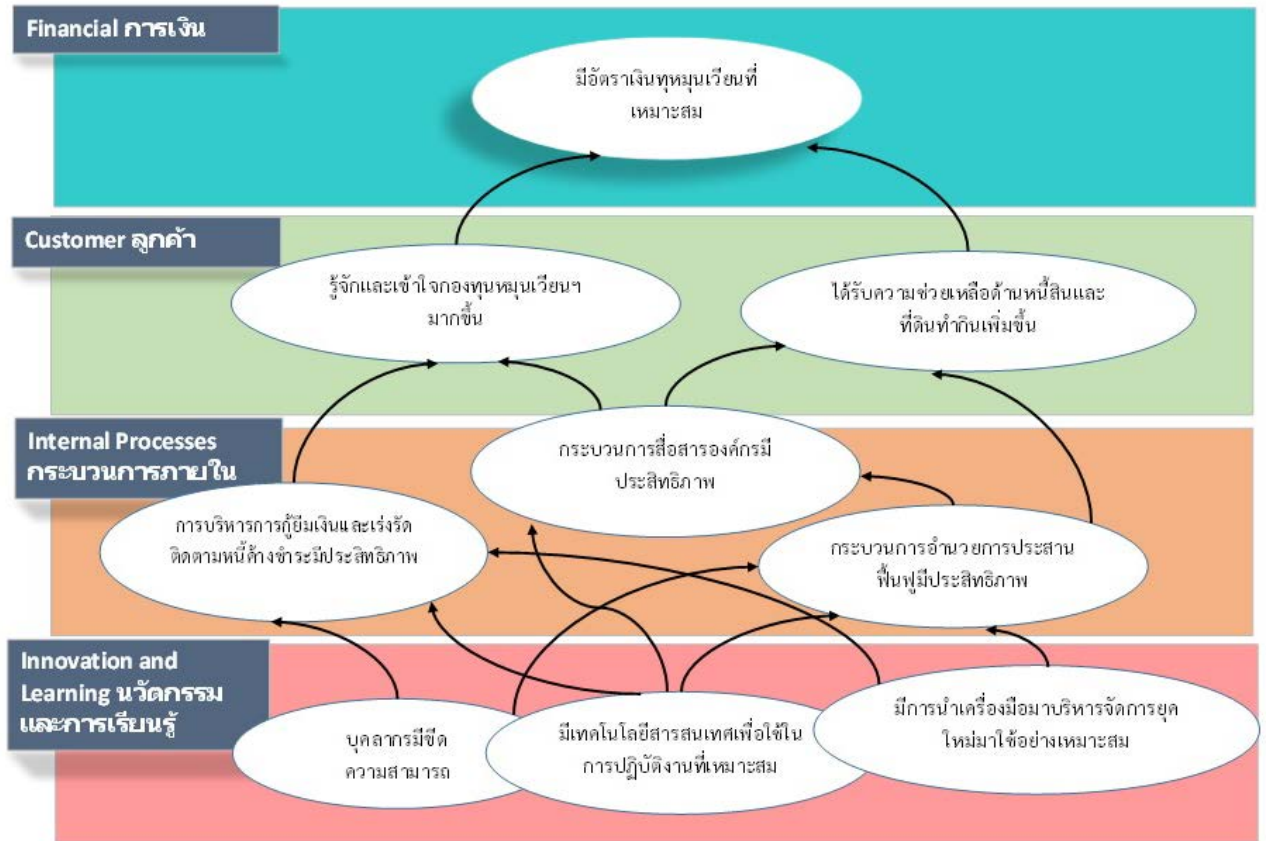 Financial การเงิน
มีอัตราเงินทุหมุนเวียนที่
เหมาะสม
Customer ลูกค้า
รู้จักและเข้าใจกองทุนหมุนเวียนฯ
มากขึ้น
ได้รับความช่วยเหลือด้านหนี้สินและ
ที่ดินทำกินเพิ่มขึ้น
Internal Processes
กระบวนการภายใน
กระบวนการสื่อสารองค์กรมี
ประสิทธิภาพ
การบริหารการกู้ยืมเงินและเร่งรัด
ติดตามหนี้ค้างชำระมีประสิทธิภาพ
กระบวนการอำนวยการประสาน
ฟื้นฟูมีประสิทธิภาพ
Innovation and
Learning นวัตกรรม
และการเรียนรู้
บุคลากรมีขีด
ความสามารถ
มีเทคโนโลยีสารสนเทศเพื่อใช้ใน
การปฏิบัติงานที่เหมาะสม
มีการนำเครื่องมือมาบริหารจัดการยุค
ใหม่มาใช้อย่างเหมาะสม